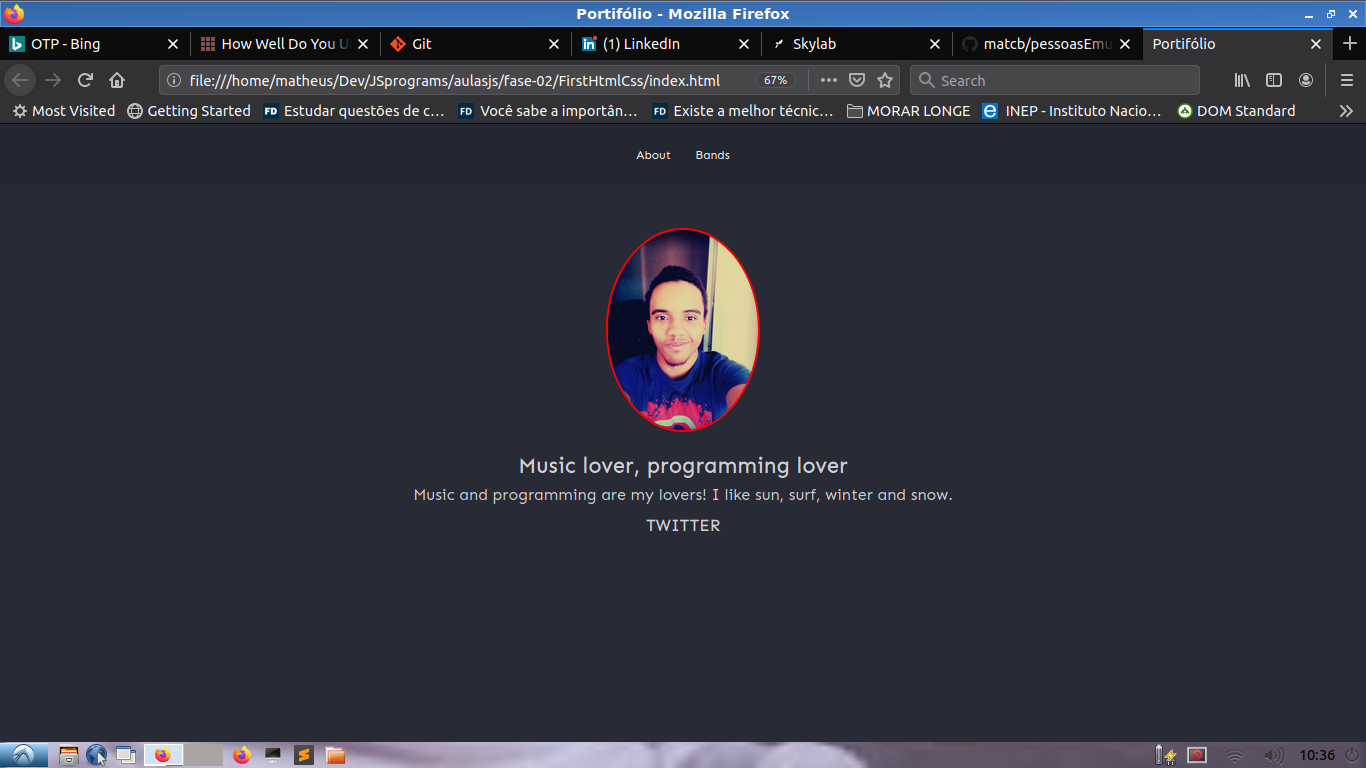 Portifólio - Mozilla Firefox
OTP - Bing
How Well Do You U
Git
(1) LinkedIn
Skylab
matcb/pessoasEmu
Portifólio
file:///home/matheus/Dev/JSprograms/aulasjs/fase-02/FirstHtmlCss/index.html
67%
Search
Most Visited
Getting Started
FD Estudar questões de c…
FD Você sabe a importân…
FD Existe a melhor técnic…
MORAR LONGE
INEP - Instituto Nacio…
DOM Standard
About
Bands
Music lover, programming lover
Music and programming are my lovers! I like sun, surf, winter and snow.
TWITTER
10:36